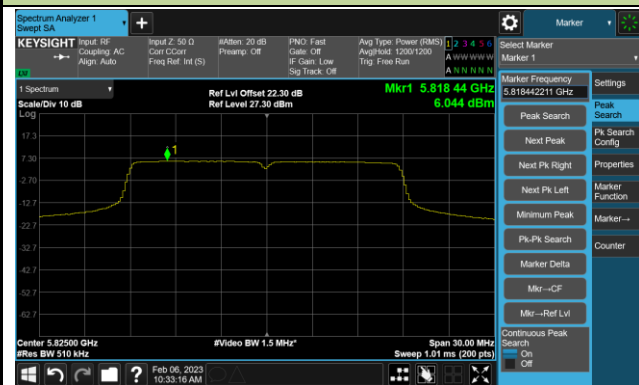 Spectrum Analyzer 1
Swept SA
+
Marker
KEYSIGHT Input: RF
Coupling: AC
Align: Auto
Input Z: 50 Ω
Corr CCorr
Freq Ref: Int (S)
#Atten: 20 dB
Preamp: Off
PNO: Fast
Gate: Off
IF Gain: Low
Sig Track: Off
Avg Type: Power (RMS)
Avg|Hold: 1200/1200
Trig: Free Run
1 2 3 4 5 6
A W W W W W
A N N N N N
Select Marker
Marker 1
LXI
1 Spectrum
Scale/Div 10 dB
Log
Ref Lvl Offset 22.30 dB
Ref Level 27.30 dBm
Mkr1 5.818 44 GHz
6.044 dBm
17.3
7.30
-2.70
-12.7
-22.7
-32.7
-42.7
-52.7
-62.7
1
Center 5.82500 GHz
#Res BW 510 kHz
#Video BW 1.5 MHz*
Span 30.00 MHz
Sweep 1.01 ms (200 pts)
Marker Frequency
5.818442211 GHz
Peak Search
Next Peak
Next Pk Right
Next Pk Left
Minimum Peak
Pk-Pk Search
Marker Delta
Mkr→CF
Mkr→Ref Lvl
Continuous Peak
Search
On
Off
Settings
Peak
Search
Pk Search
Config
Properties
Marker
Function
Marker→
Counter
?
Feb 06, 2023
10:33:16 AM